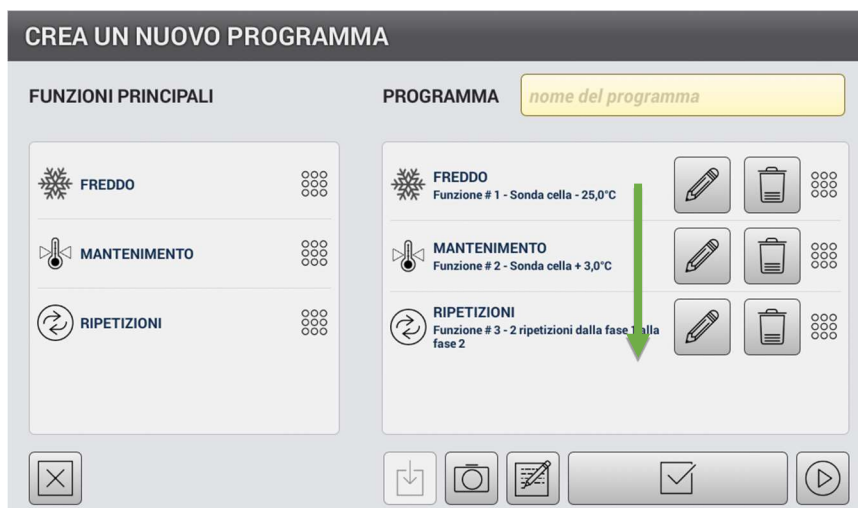 CREA UN NUOVO PROGRAMMA
FUNZIONI PRINCIPALI
FREDDO
MANTENIMENTO
RIPETIZIONI
PROGRAMMA
nome del programma
FREDDO
Funzione # 1 - Sonda cella - 25,0°C
MANTENIMENTO
Funzione # 2 - Sonda cella + 3,0°C
RIPETIZIONI
Funzione # 3 - 2 ripetizioni dalla fase 1 alla
fase 2